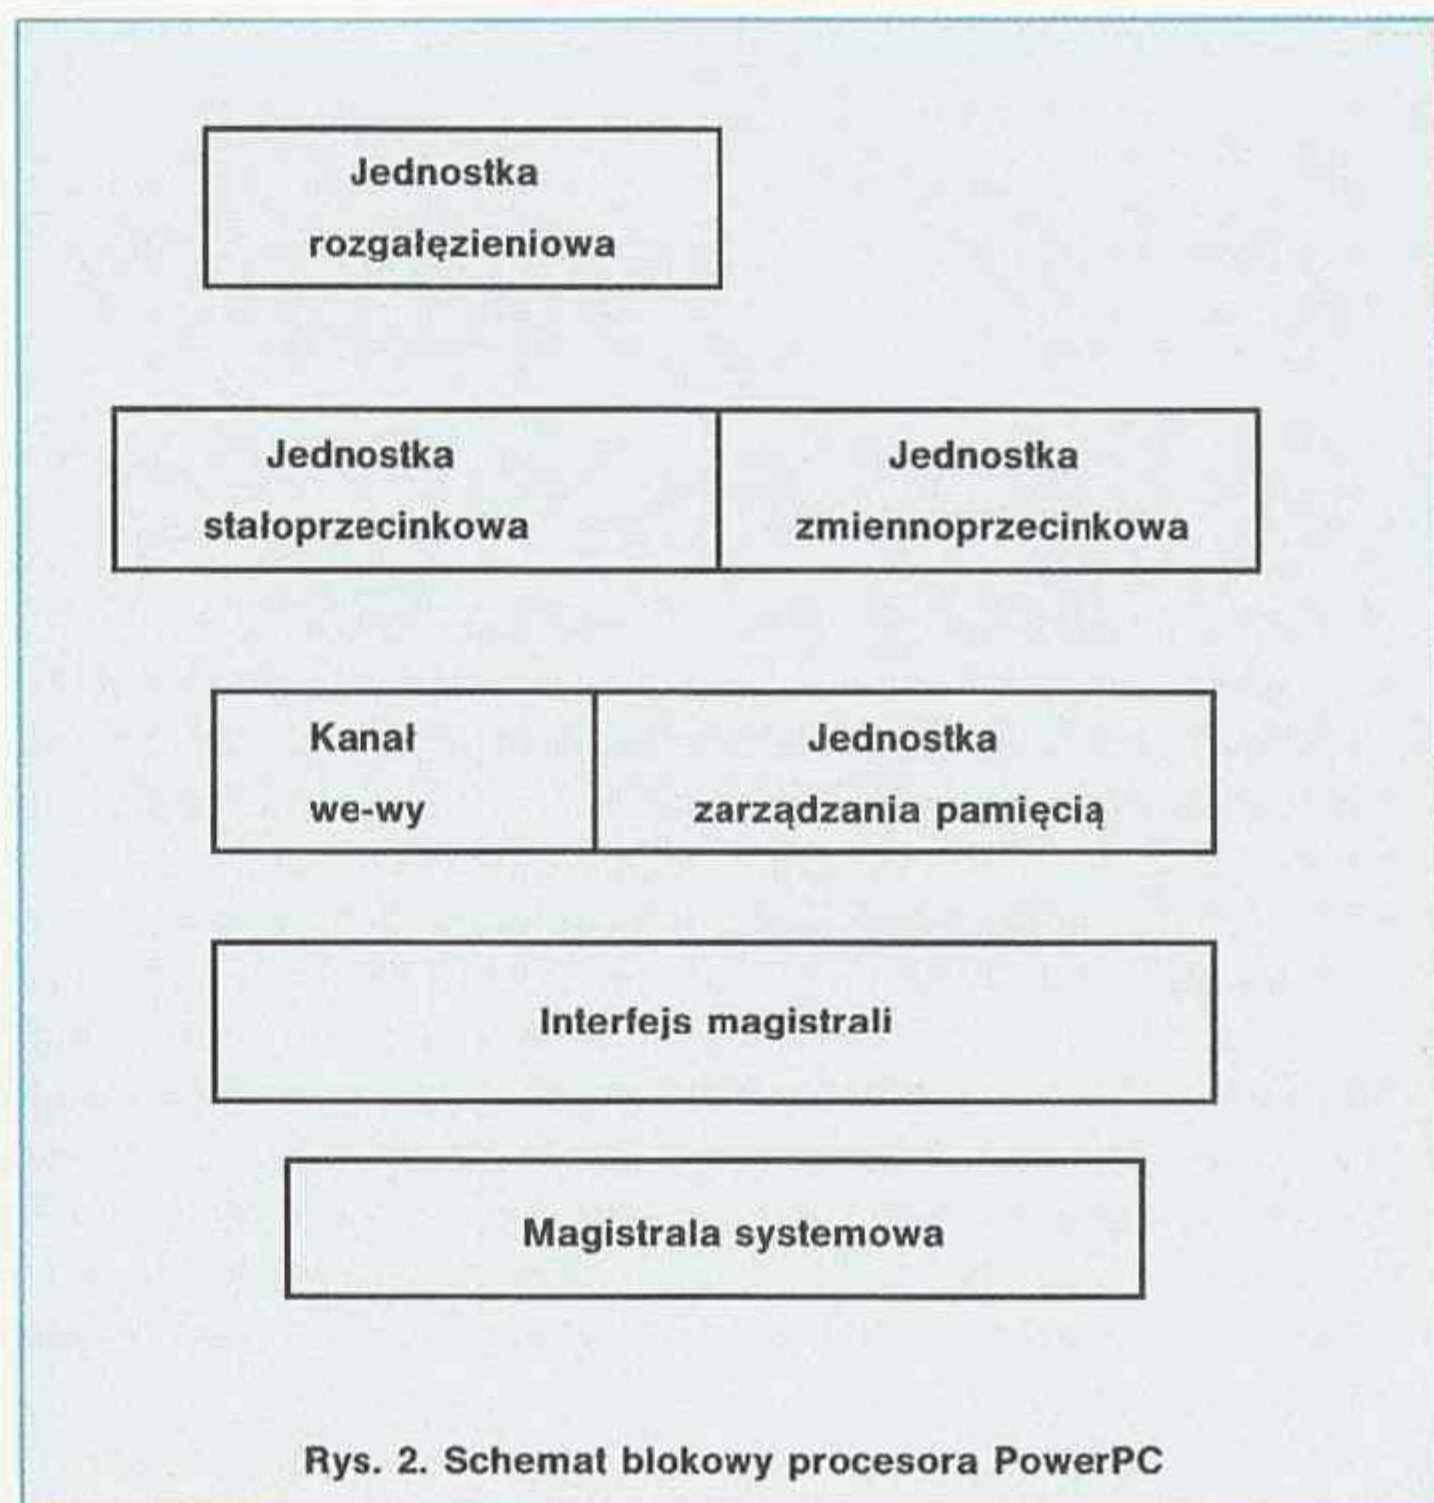 Jednostka
rozgałęzieniowa
Jednostka
stałoprzecinkowa
Jednostka
zmiennoprzecinkowa
Kanał
we-wy
Jednostka
zarządzania pamięcią
Interfejs magistrali
Magistrala systemowa
Rys. 2. Schemat blokowy procesora PowerPC